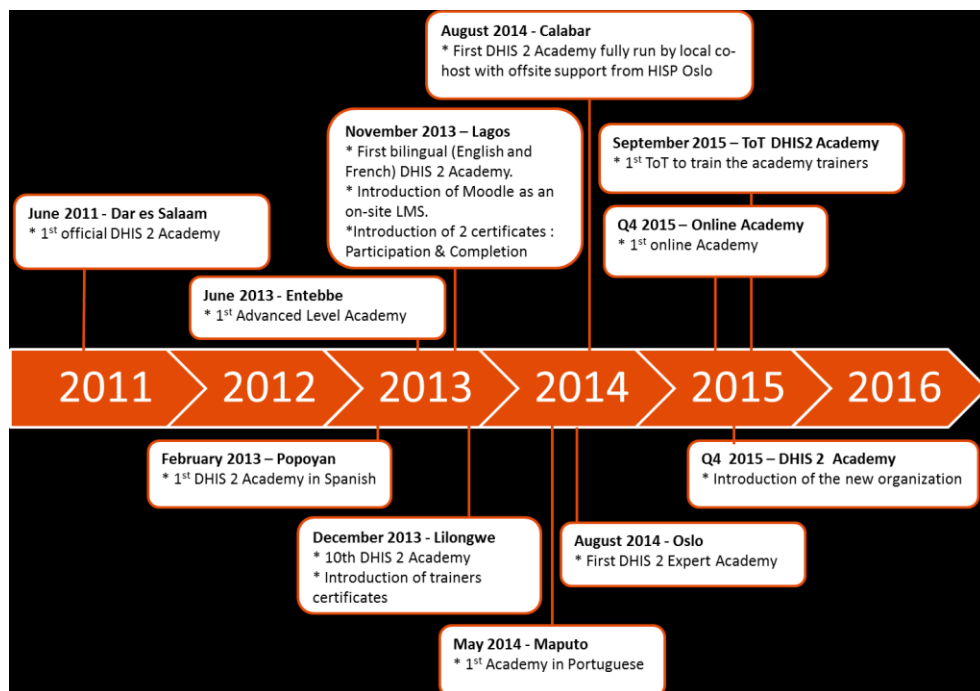 August 2014 - Calabar
* First DHIS 2 Academy fully run by local co-
host with offsite support from HISP Oslo
November 2013 – Lagos
* First bilingual (English and
French) DHIS 2 Academy.
* Introduction of Moodle as an
on-site LMS.
*Introduction of 2 certificates :
Participation & Completion
September 2015 – ToT DHIS2 Academy
* 1st ToT to train the academy trainers
June 2011 - Dar es Salaam
* 1st official DHIS 2 Academy
Q4 2015 – Online Academy
* 1st online Academy
June 2013 - Entebbe
* 1st Advanced Level Academy
2011 2012 2013 2014 2015 2016
February 2013 – Popoyan
* 1st DHIS 2 Academy in Spanish
Q4 2015 – DHIS 2 Academy
* Introduction of the new organization
December 2013 - Lilongwe
* 10th DHIS 2 Academy
* Introduction of trainers
certificates
August 2014 - Oslo
* First DHIS 2 Expert Academy
May 2014 - Maputo
* 1st Academy in Portuguese